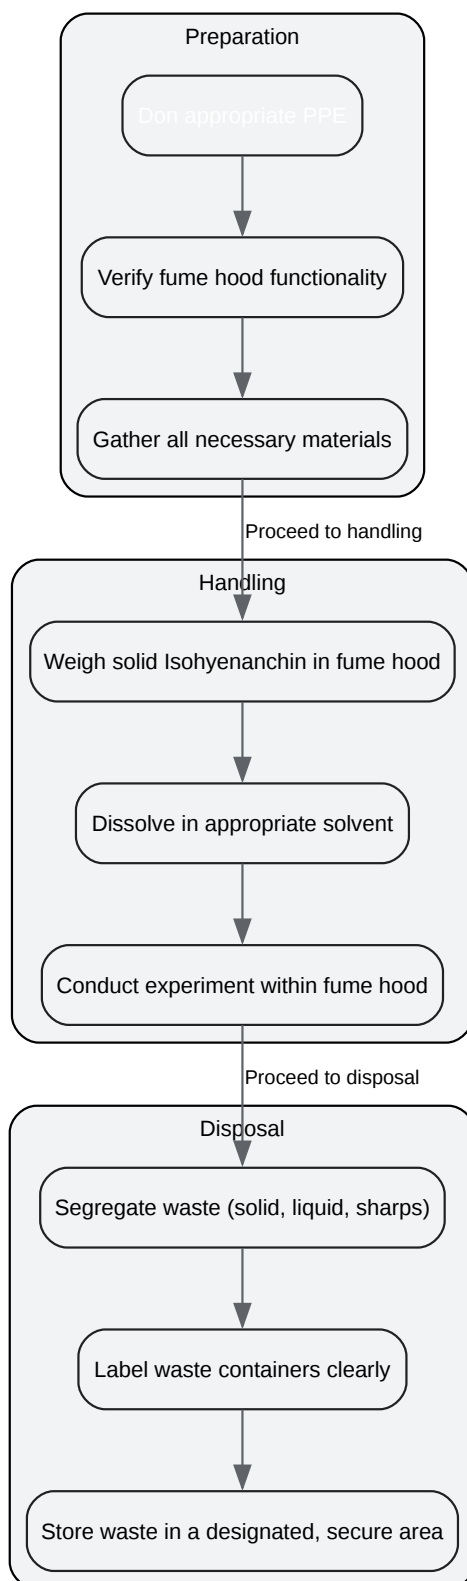 Preparation
Don appropriate PPE
Verify fume hood functionality
Gather all necessary materials
Proceed to handling
Handling
Weigh solid Isohyenanchin in fume hood
Dissolve in appropriate solvent
Conduct experiment within fume hood
Proceed to disposal
Disposal
Segregate waste (solid, liquid, sharps)
Label waste containers clearly
Store waste in a designated, secure area